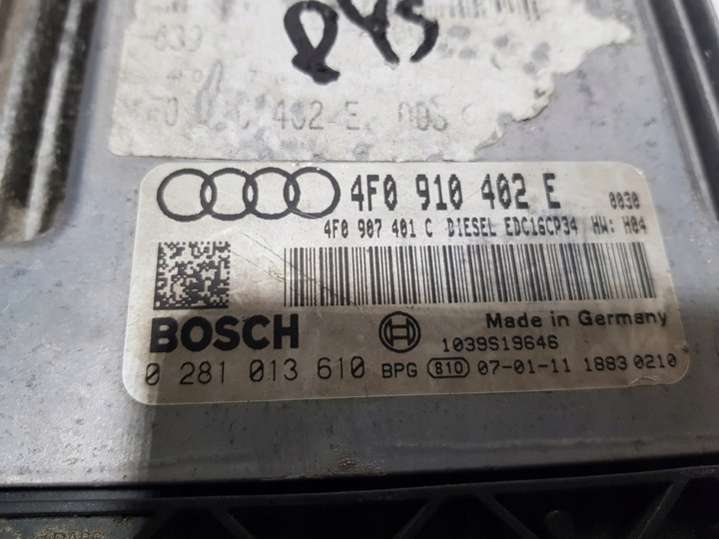 402-E
4F0 910 402 E 0030
4F0 907 401 C DIESEL EDC16CP34 HW: H04
BOSCH
Made in Germany
1039S19646
0 281 013 610 BPG 810 07-01-11 1883 0210